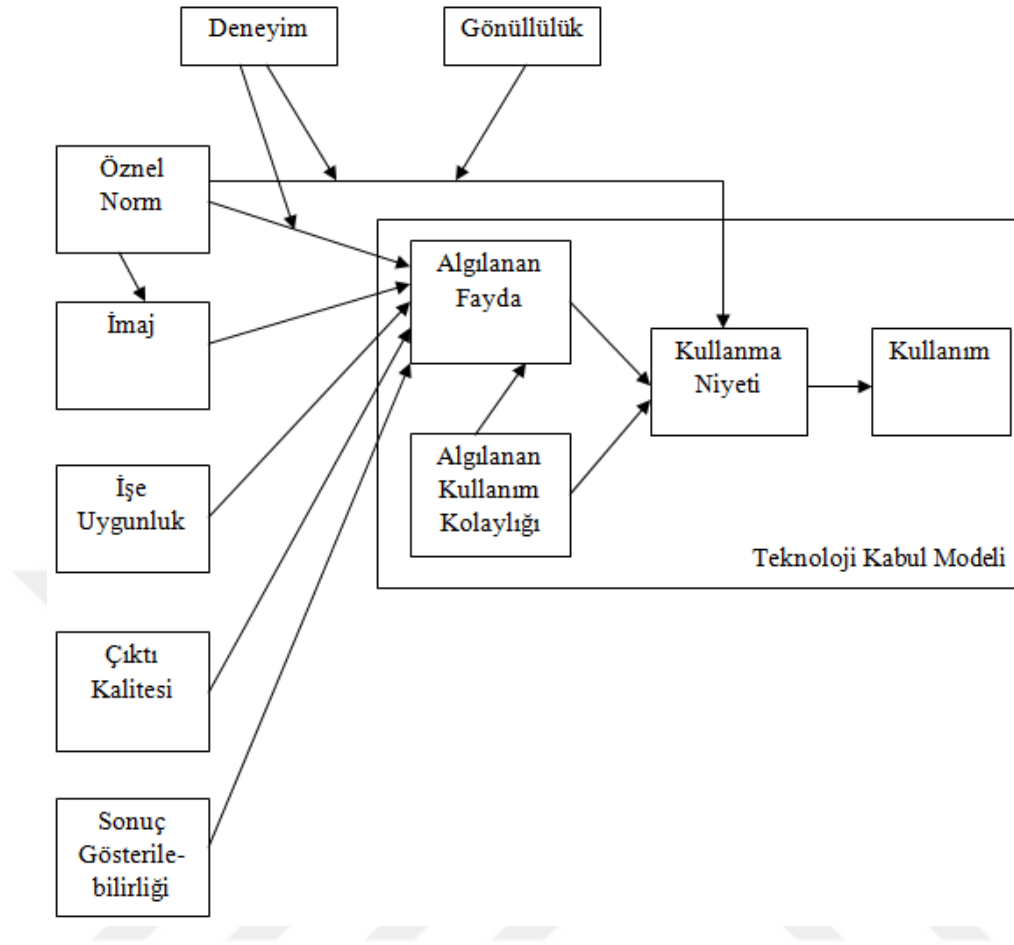 Deneyim
Gönüllülük
Öznel
Norm
Algılanan
Fayda
İmaj
Kullanma
Niyeti
Kullanım
Algılanan
Kullanım
Kolaylığı
İşe
Uygunluk
Teknoloji Kabul Modeli
Çıktı
Kalitesi
Sonuç
Gösterile-
bilirliği